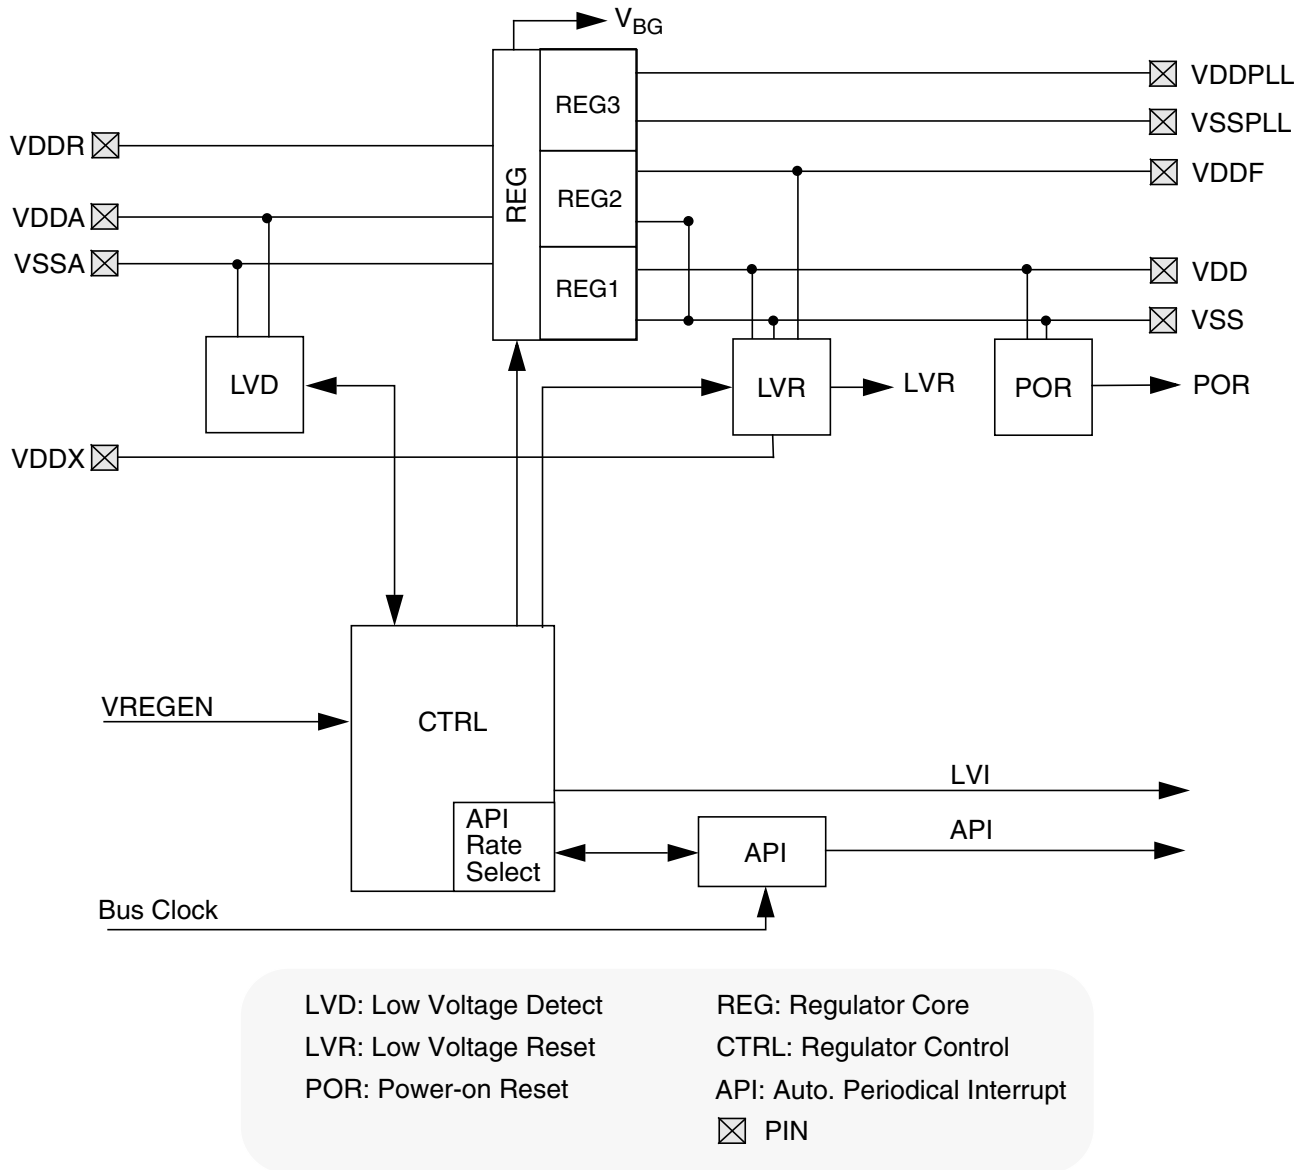 VBG
VDDPLL
REG3
VSSPLL
VDDR
VDDF
REG
REG2
VDDA
VSSA
VDD
REG1
VSS
LVD
LVR
LVR
POR
POR
VDDX
VREGEN
CTRL
LVI
API
Rate
Select
API
API
Bus Clock
LVD: Low Voltage Detect
LVR: Low Voltage Reset
POR: Power-on Reset
REG: Regulator Core
CTRL: Regulator Control
API: Auto. Periodical Interrupt
PIN